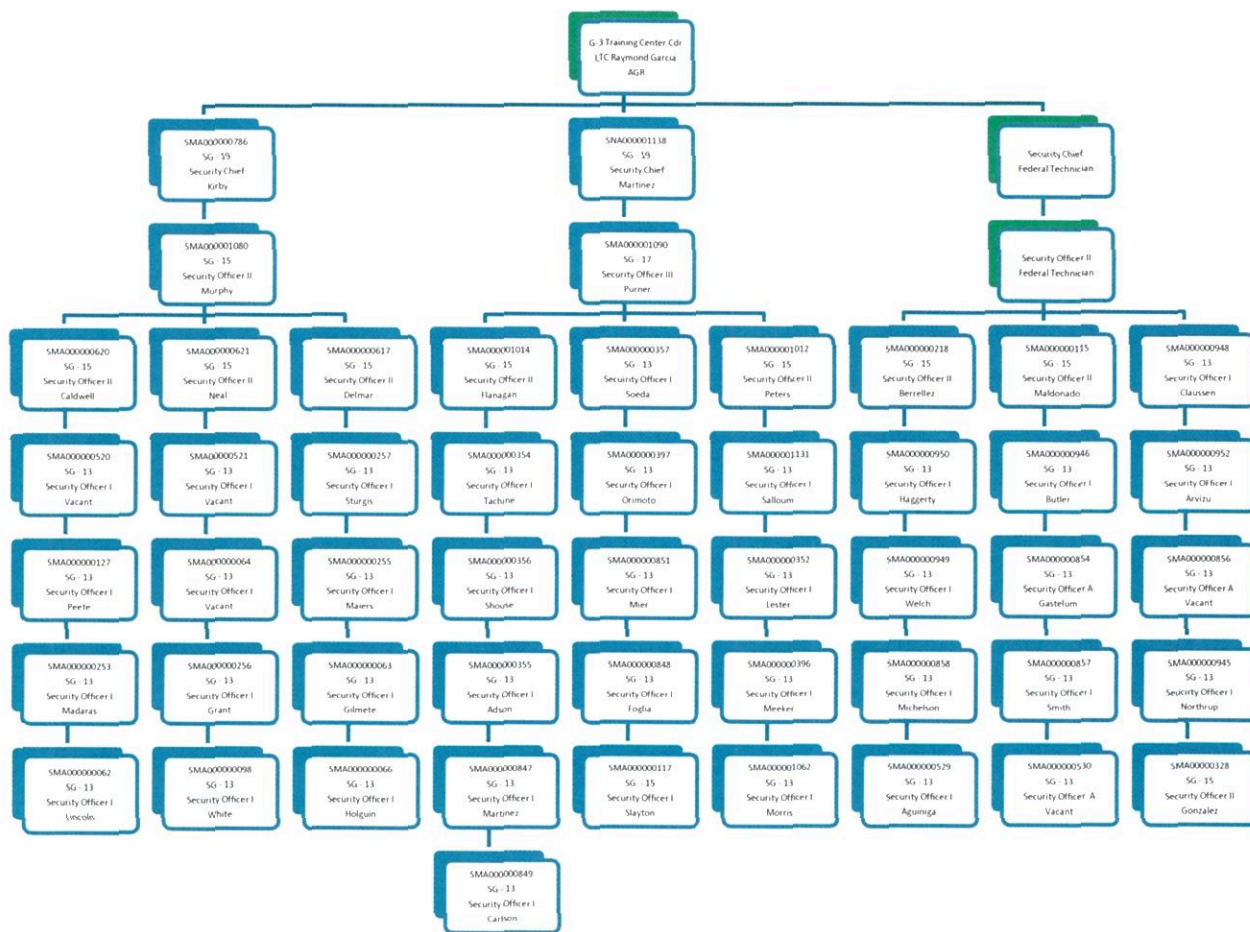 G-3 Training Center Cdr
LTC Raymond Garcia
AGR
SMA000000786
SG - 19
Security Chief
Kirby
SNA000001138
SG - 19
Security Chief
Martinez
Security Chief
Federal Technician
SMA000001080
SG - 15
Security Officer II
Murphy
SMA000001090
SG - 17
Security Officer III
Purner
Security Officer II
Federal Technician
SMA000000620
SG - 15
Security Officer II
Caldwell
SMA000000621
SG - 15
Security Officer II
Neal
SMA000000617
SG - 15
Security Officer II
Delmar
SMA000001014
SG - 15
Security Officer II
Flanagan
SMA000000357
SG - 13
Security Officer I
Soeda
SMA000001012
SG - 15
Security Officer II
Peters
SMA000000218
SG - 15
Security Officer II
Berrellez
SMA000000115
SG - 15
Security Officer II
Maldonado
SMA000000948
SG - 13
Security Officer I
Claussen
SMA000000520
SG - 13
Security Officer I
Vacant
SMA000000521
SG - 13
Security Officer I
Vacant
SMA000000257
SG - 13
Security Officer I
Sturgis
SMA000000354
SG - 13
Security Officer I
Tachine
SMA000000397
SG - 13
Security Officer I
Orimoto
SMA000001131
SG - 13
Security Officer I
Salloum
SMA000000950
SG - 13
Security Officer I
Haggerty
SMA000000946
SG - 13
Security Officer I
Butler
SMA000000952
SG - 13
Security Officer I
Arvizu
SMA000000127
SG - 13
Security Officer I
Peete
SMA000000064
SG - 13
Security Officer I
Vacant
SMA000000255
SG - 13
Security Officer I
Maiers
SMA000000356
SG - 13
Security Officer I
Shouse
SMA000000851
SG - 13
Security Officer I
Mier
SMA000000352
SG - 13
Security Officer I
Lester
SMA000000949
SG - 13
Security Officer I
Welch
SMA000000854
SG - 13
Security Officer A
Gastelum
SMA000000856
SG - 13
Security Officer A
Vacant
SMA000000253
SG - 13
Security Officer I
Madaras
SMA000000256
SG - 13
Security Officer I
Grant
SMA000000063
SG - 13
Security Officer I
Gilmete
SMA000000355
SG - 13
Security Officer I
Adson
SMA000000848
SG - 13
Security Officer I
Foglia
SMA000000396
SG - 13
Security Officer I
Meeker
SMA000000858
SG - 13
Security Officer I
Michelson
SMA000000857
SG - 13
Security Officer I
Smith
SMA000000945
SG - 13
Security Officer I
Northrup
SMA000000062
SG - 13
Security Officer I
Lincoln
SMA000000098
SG - 13
Security Officer I
White
SMA000000066
SG - 13
Security Officer I
Holguin
SMA000000847
SG - 13
Security Officer I
Martinez
SMA000000117
SG - 15
Security Officer I
Slayton
SMA000001062
SG - 13
Security Officer I
Morris
SMA000000529
SG - 13
Security Officer I
Aguiniga
SMA000000530
SG - 13
Security Officer A
Vacant
SMA000000328
SG - 15
Security Officer II
Gonzalez
SMA000000849
SG - 13
Security Officer I
Carlson